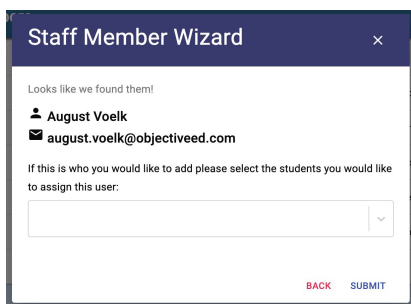 Staff Member Wizard
Looks like we found them!
August Voelk
august.voelk@objectiveed.com
If this is who you would like to add please select the students you would like
to assign this user:
BACK SUBMIT